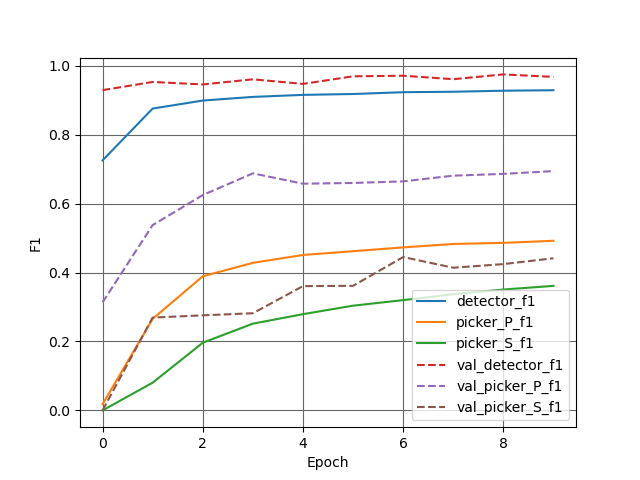 1.0
0.8
0.6
0.4
0.2
0.0
F1
0
2
4
6
8
Epoch
detector_f1
picker_P_f1
picker_S_f1
val_detector_f1
val_picker_P_f1
val_picker_S_f1